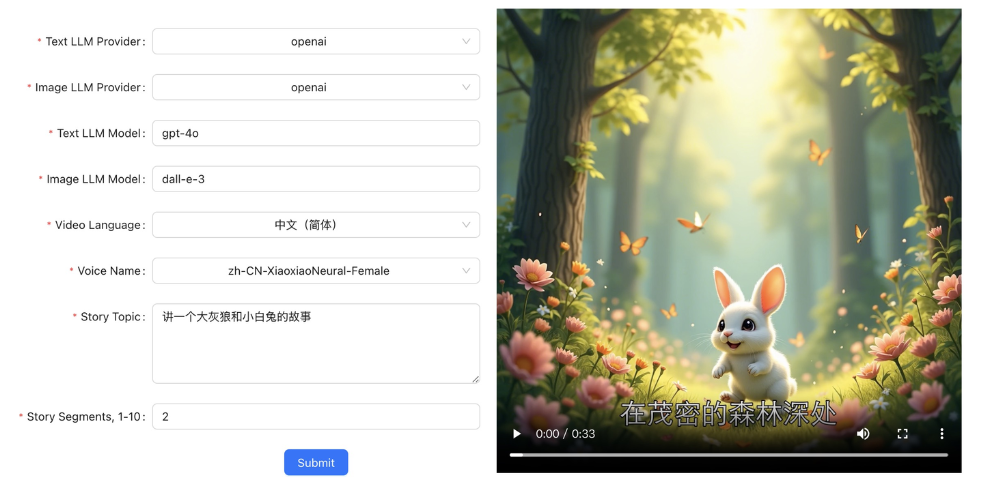 * Text LLM Provider: openai
* Image LLM Provider: openai
* Text LLM Model: gpt-4o
* Image LLM Model: dall-e-3
* Video Language: 中文（简体）
* Voice Name: zh-CN-XiaoxiaoNeural-Female
* Story Topic: 讲一个大灰狼和小白兔的故事
* Story Segments, 1-10: 2
Submit
在茂密的森林深处
0:00 / 0:33